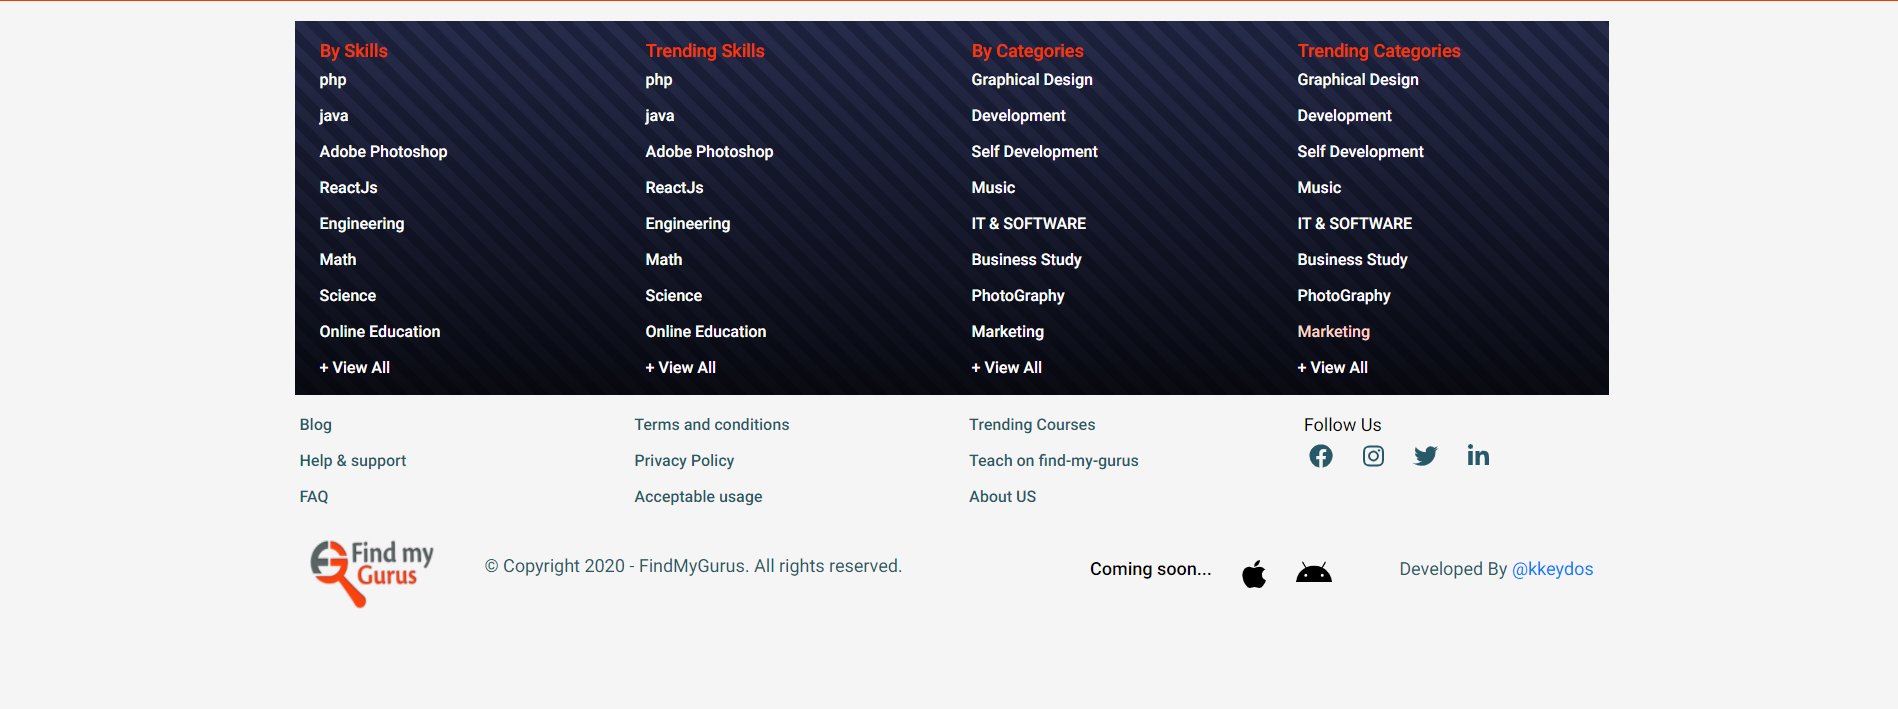 By Skills
php
java
Adobe Photoshop
ReactJs
Engineering
Math
Science
Online Education
+ View All
Trending Skills
php
java
Adobe Photoshop
ReactJs
Engineering
Math
Science
Online Education
+ View All
By Categories
Graphical Design
Development
Self Development
Music
IT & SOFTWARE
Business Study
PhotoGraphy
Marketing
+ View All
Trending Categories
Graphical Design
Development
Self Development
Music
IT & SOFTWARE
Business Study
PhotoGraphy
Marketing
+ View All
Blog
Help & support
FAQ
Terms and conditions
Privacy Policy
Acceptable usage
Trending Courses
Teach on find-my-gurus
About US
Follow Us
Find my
Gurus
© Copyright 2020 - FindMyGurus. All rights reserved.
Coming soon...
Developed By @kkeydos